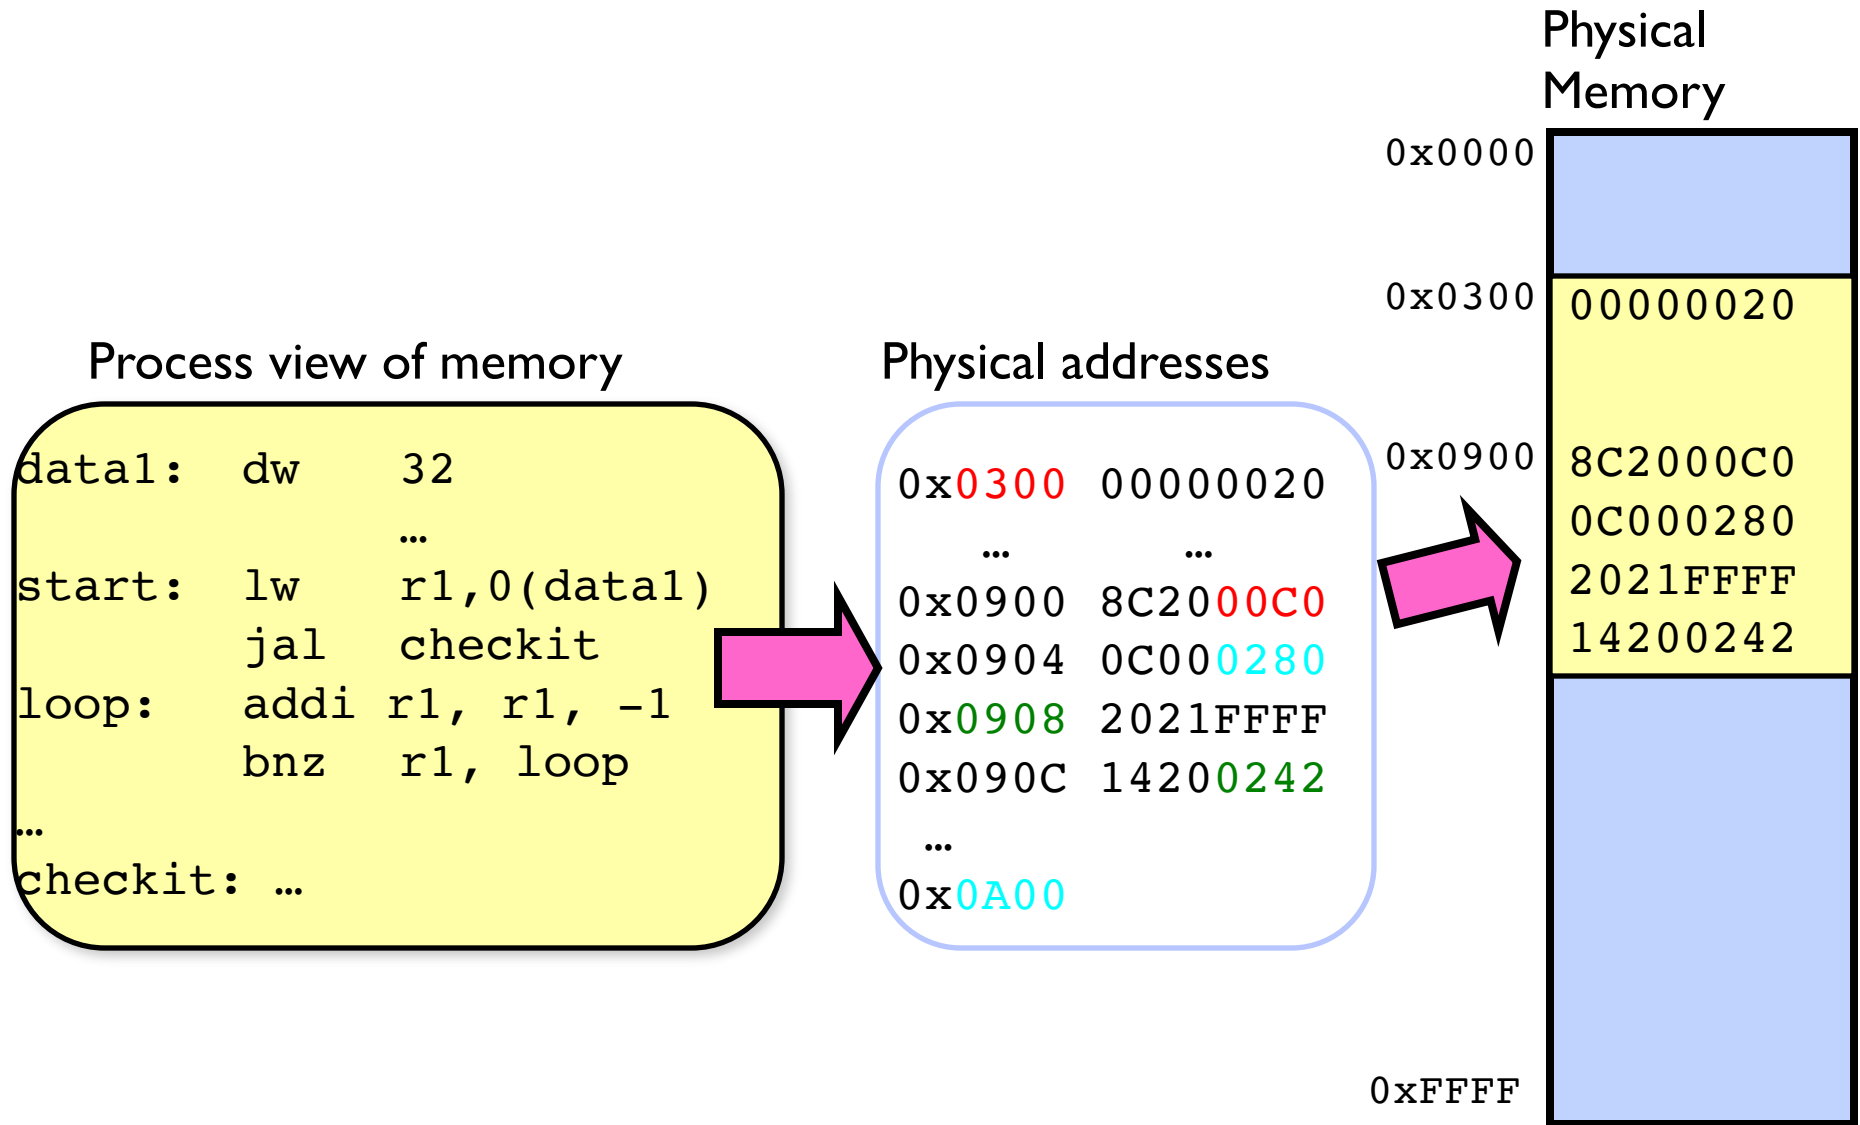 Physical
Memory
0x0000
0x0300 00000020
0x0900 8C2000C0
0C000280
2021FFFF
14200242
0xFFFF
Process view of memory
data1: dw 32
…
start: lw r1,0(data1)
jal checkit
loop: addi r1, r1, -1
bnz r1, loop
…
checkit: …
Physical addresses
0x0300 00000020
… …
0x0900 8C2000C0
0x0904 0C000280
0x0908 2021FFFF
0x090C 14200242
…
0x0A00